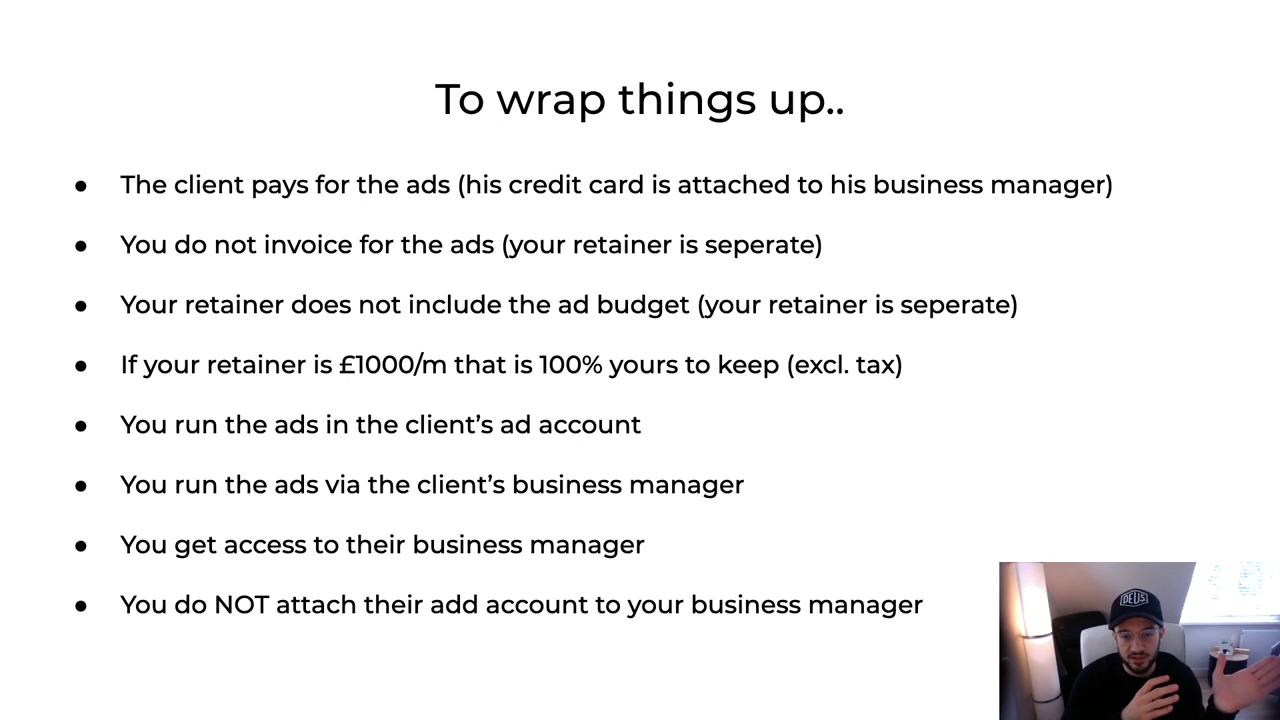 To wrap things up..
● The client pays for the ads (his credit card is attached to his business manager)
● You do not invoice for the ads (your retainer is seperate)
● Your retainer does not include the ad budget (your retainer is seperate)
● If your retainer is £1000/m that is 100% yours to keep (excl. tax)
● You run the ads in the client’s ad account
● You run the ads via the client’s business manager
● You get access to their business manager
● You do NOT attach their add account to your business manager
DEUS